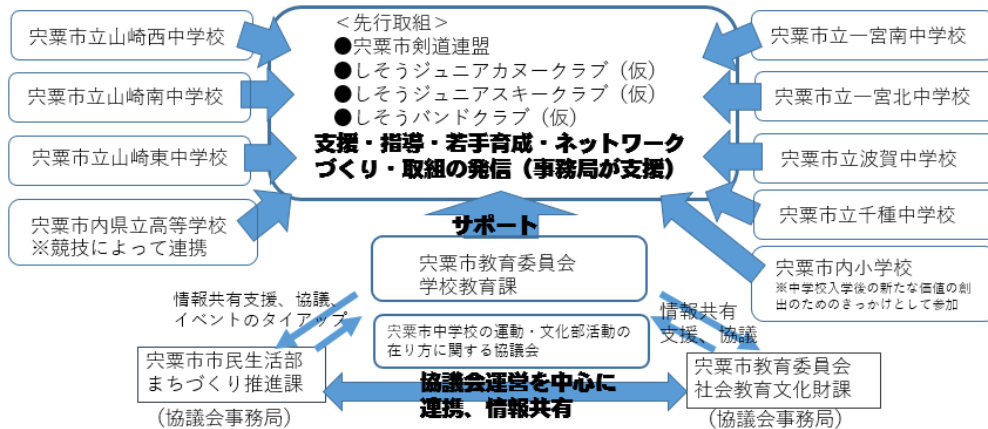 宍粟市立山崎西中学校
宍粟市立山崎南中学校
宍粟市立山崎東中学校
宍粟市内県立高等学校
※競技によって連携
＜先行取組＞
●宍粟市剣道連盟
●しそうジュニアカヌークラブ（仮）
●しそうジュニアスキークラブ（仮）
●しそうバンドクラブ（仮）
支援・指導・若手育成・ネットワーク
づくり・取組の発信（事務局が支援）
宍粟市立一宮南中学校
宍粟市立一宮北中学校
宍粟市立波賀中学校
宍粟市立千種中学校
宍粟市内小学校
※中学校入学後の新たな価値の創
出のためのきっかけとして参加
サポート
宍粟市教育委員会
学校教育課
情報共有支援、協議、
イベントのタイアップ
宍粟市中学校の運動・文化部活動の
在り方に関する協議会
情報共有
支援、協議
宍粟市市民生活部
まちづくり推進課
（協議会事務局）
協議会運営を中心に
連携、情報共有
宍粟市教育委員会
社会教育文化財課
（協議会事務局）